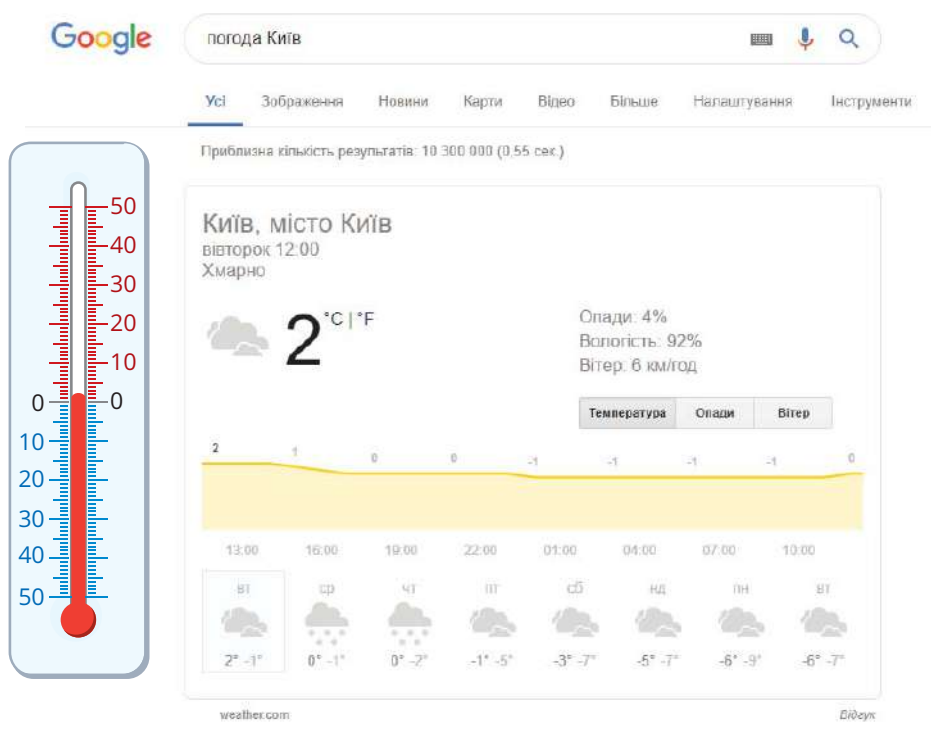 Google
погода Київ
Усі Зображення Новини Карти Відео Більше Налаштування Інструменти
Приблизна кількість результатів: 10 300 000 (0,55 сек.)
50
40
30
20
10
0 0
10
20
30
40
50
Київ, місто Київ
вівторок 12:00
Хмарно
2 °C | °F
Опади: 4%
Вологість: 92%
Вітер: 6 км/год
Температура Опади Вітер
2 1 0 0 -1 -1 -1 -1 0
13:00 16:00 19:00 22:00 01:00 04:00 07:00 10:00
вт ср чт пт сб нд пн вт
2° -1° 0° -1° 0° -2° -1° -5° -3° -7° -5° -7° -6° -9° -6° -7°
weather.com Відгук